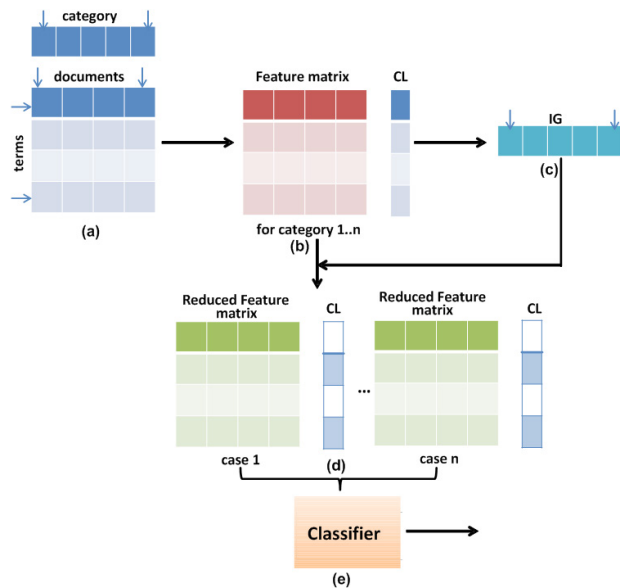 category
documents
terms
(a)
Feature matrix
CL
for category 1..n
(b)
IG
(c)
Reduced Feature
matrix
CL
...
Reduced Feature
matrix
CL
case 1
(d)
case n
Classifier
(e)